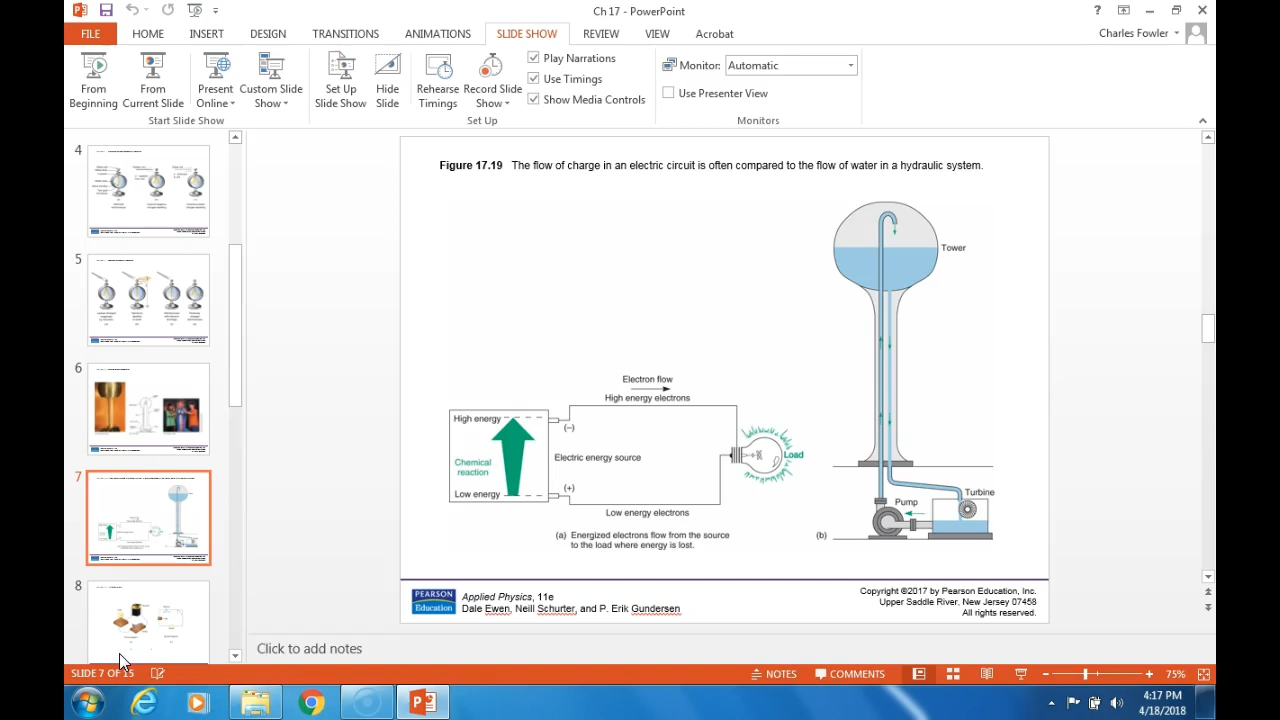 Ch 17 - PowerPoint
?
FILE HOME INSERT DESIGN TRANSITIONS ANIMATIONS SLIDE SHOW REVIEW VIEW Acrobat Charles Fowler
From Beginning
From Current Slide
Present Online
Custom Slide Show
Set Up Slide Show
Hide Slide
Rehearse Timings
Record Slide Show
Play Narrations
Use Timings
Show Media Controls
Monitor: Automatic
Use Presenter View
Start Slide Show Set Up Monitors
4
5
6
7
8
Figure 17.19 The flow of charge in an electric circuit is often compared to the flow of water in a hydraulic system.
Tower
Electron flow
High energy electrons
High energy
(–)
Chemical
reaction
Electric energy source
Load
Low energy
(+)
Low energy electrons
(a) Energized electrons flow from the source
to the load where energy is lost.
Turbine
Pump
(b)
PEARSON
Education
Applied Physics, 11e
Dale Ewen, Neill Schurter, and P. Erik Gundersen
Copyright ©2017 by Pearson Education, Inc.
Upper Saddle River, New Jersey 07458
All rights reserved.
Click to add notes
SLIDE 7 OF 15 NOTES COMMENTS 75%
4:17 PM
4/18/2018